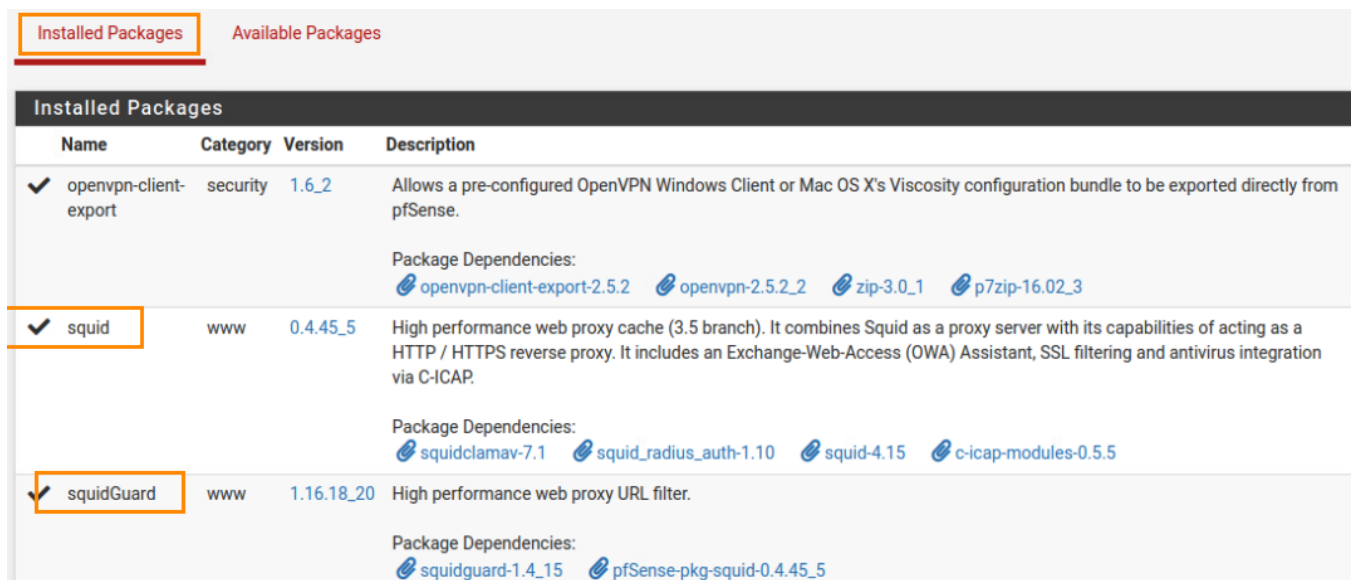 Installed Packages Available Packages
Installed Packages
Name Category Version Description
openvpn-client- security 1.6_2 Allows a pre-configured OpenVPN Windows Client or Mac OS X's Viscosity configuration bundle to be exported directly from
export pfSense.
Package Dependencies:
openvpn-client-export-2.5.2 openvpn-2.5.2_2 zip-3.0_1 p7zip-16.02_3
squid www 0.4.45_5 High performance web proxy cache (3.5 branch). It combines Squid as a proxy server with its capabilities of acting as a
HTTP / HTTPS reverse proxy. It includes an Exchange-Web-Access (OWA) Assistant, SSL filtering and antivirus integration
via C-ICAP.
Package Dependencies:
squidclamav-7.1 squid_radius_auth-1.10 squid-4.15 c-icap-modules-0.5.5
squidGuard www 1.16.18_20 High performance web proxy URL filter.
Package Dependencies:
squidguard-1.4_15 pfSense-pkg-squid-0.4.45_5